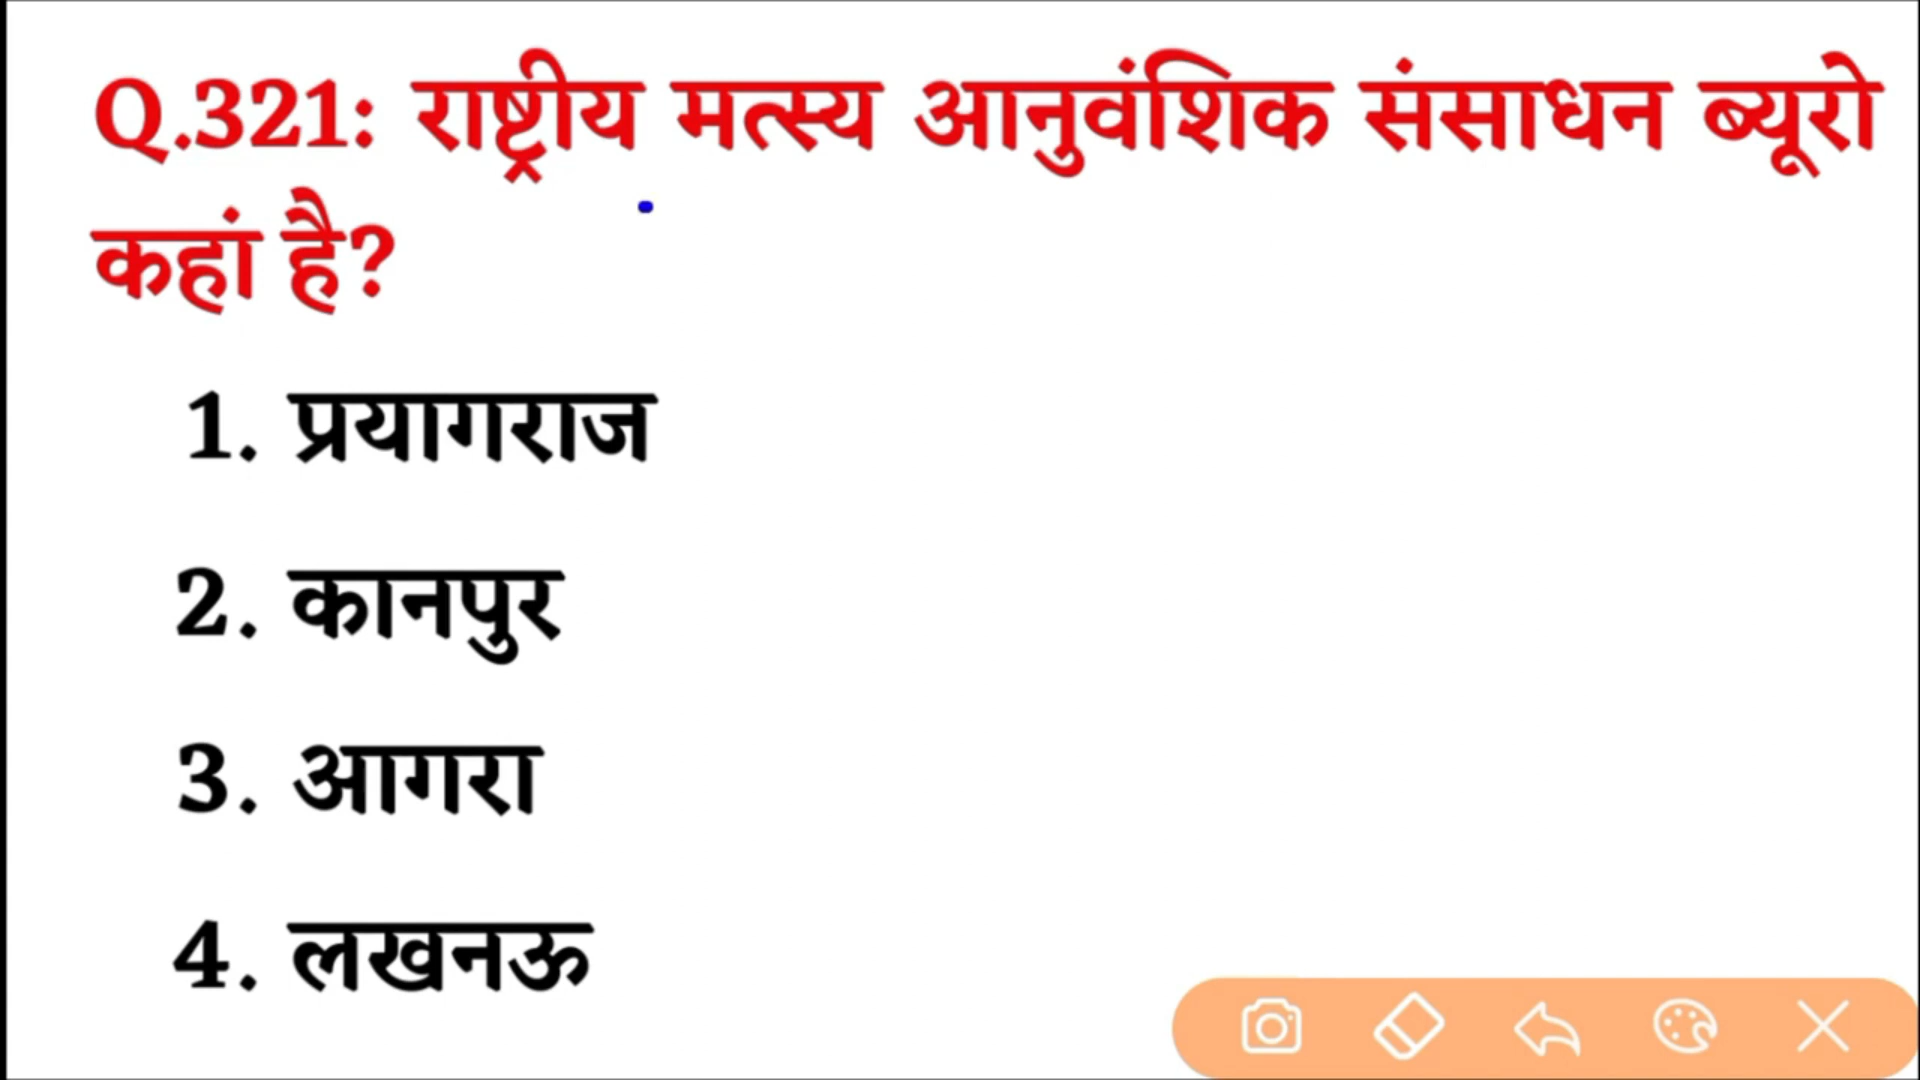 Q.321: राष्ट्रीय मत्स्य आनुवंशिक संसाधन ब्यूरो
कहां है?
1. प्रयागराज
2. कानपुर
3. आगरा
4. लखनऊ